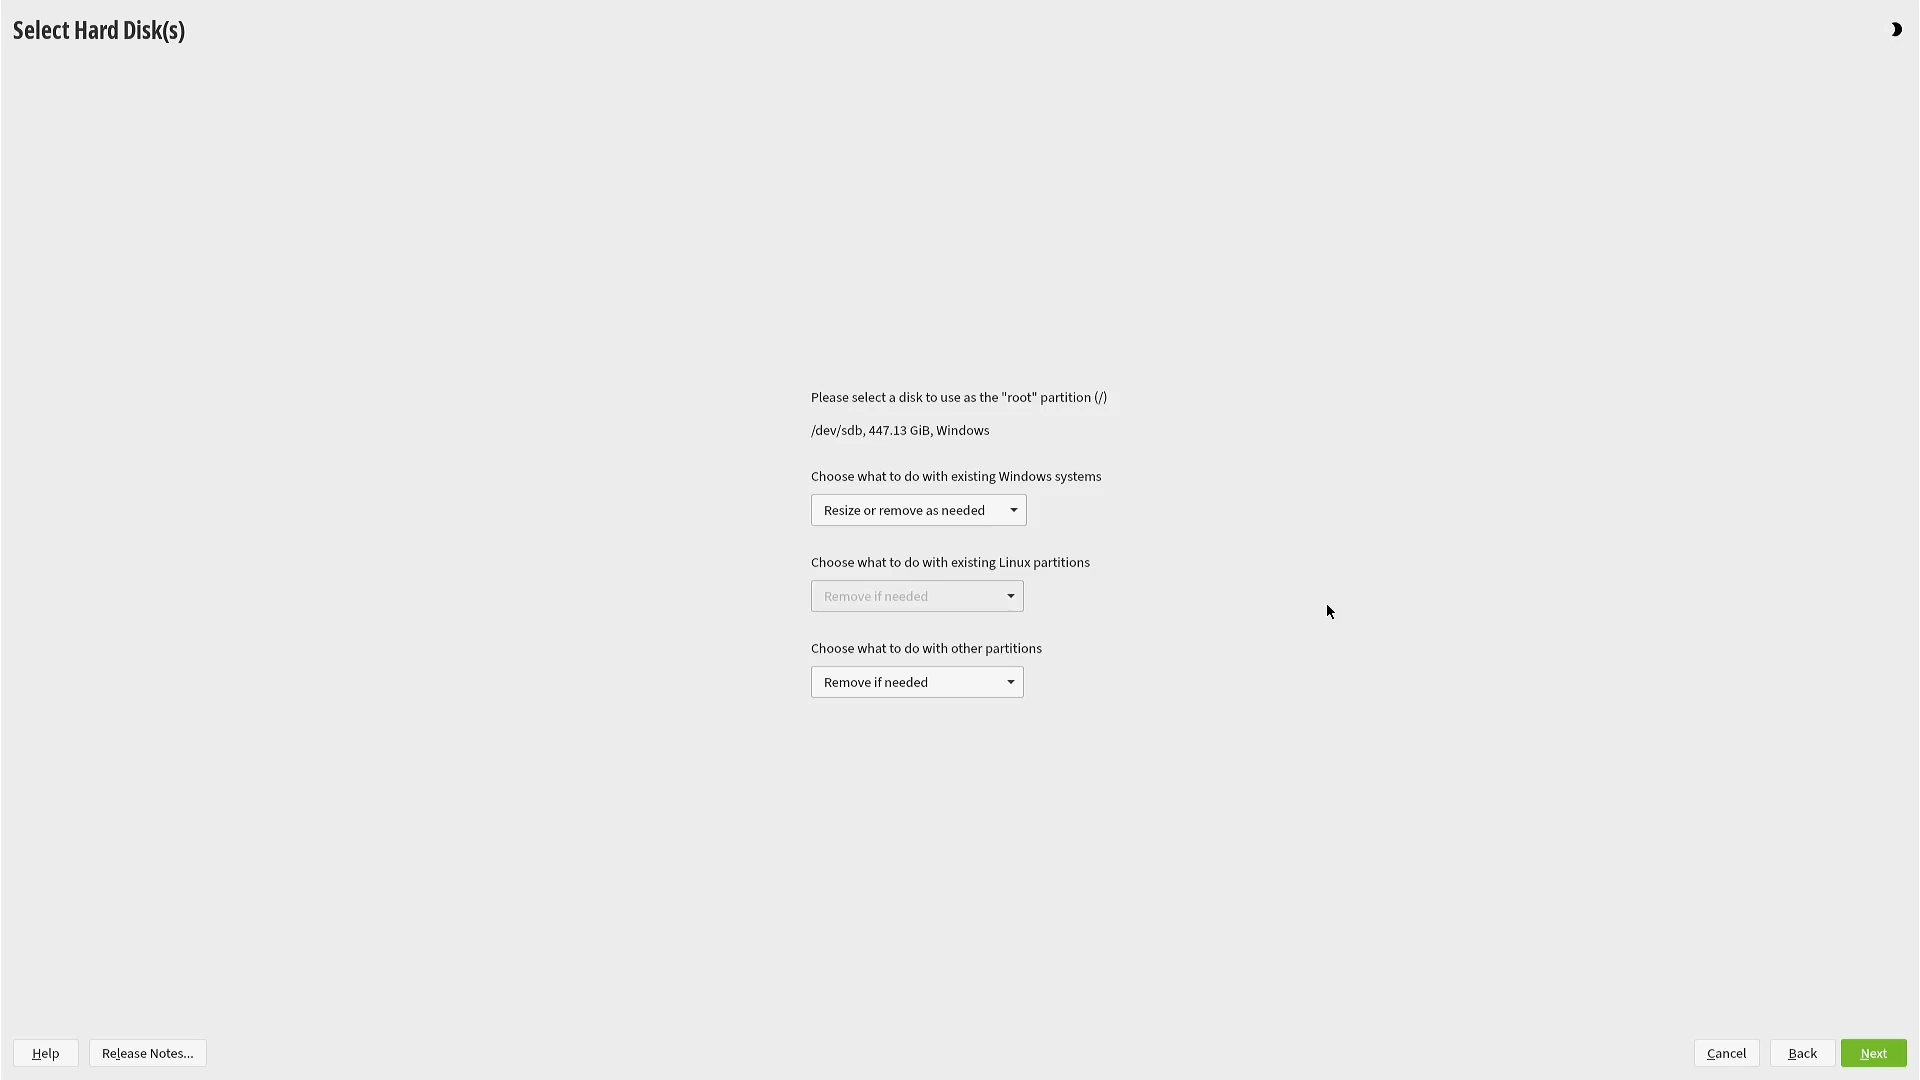 Select Hard Disk(s)
Please select a disk to use as the "root" partition (/)
/dev/sdb, 447.13 GiB, Windows
Choose what to do with existing Windows systems
Resize or remove as needed
Choose what to do with existing Linux partitions
Remove if needed
Choose what to do with other partitions
Remove if needed
Help
Release Notes...
Cancel
Back
Next